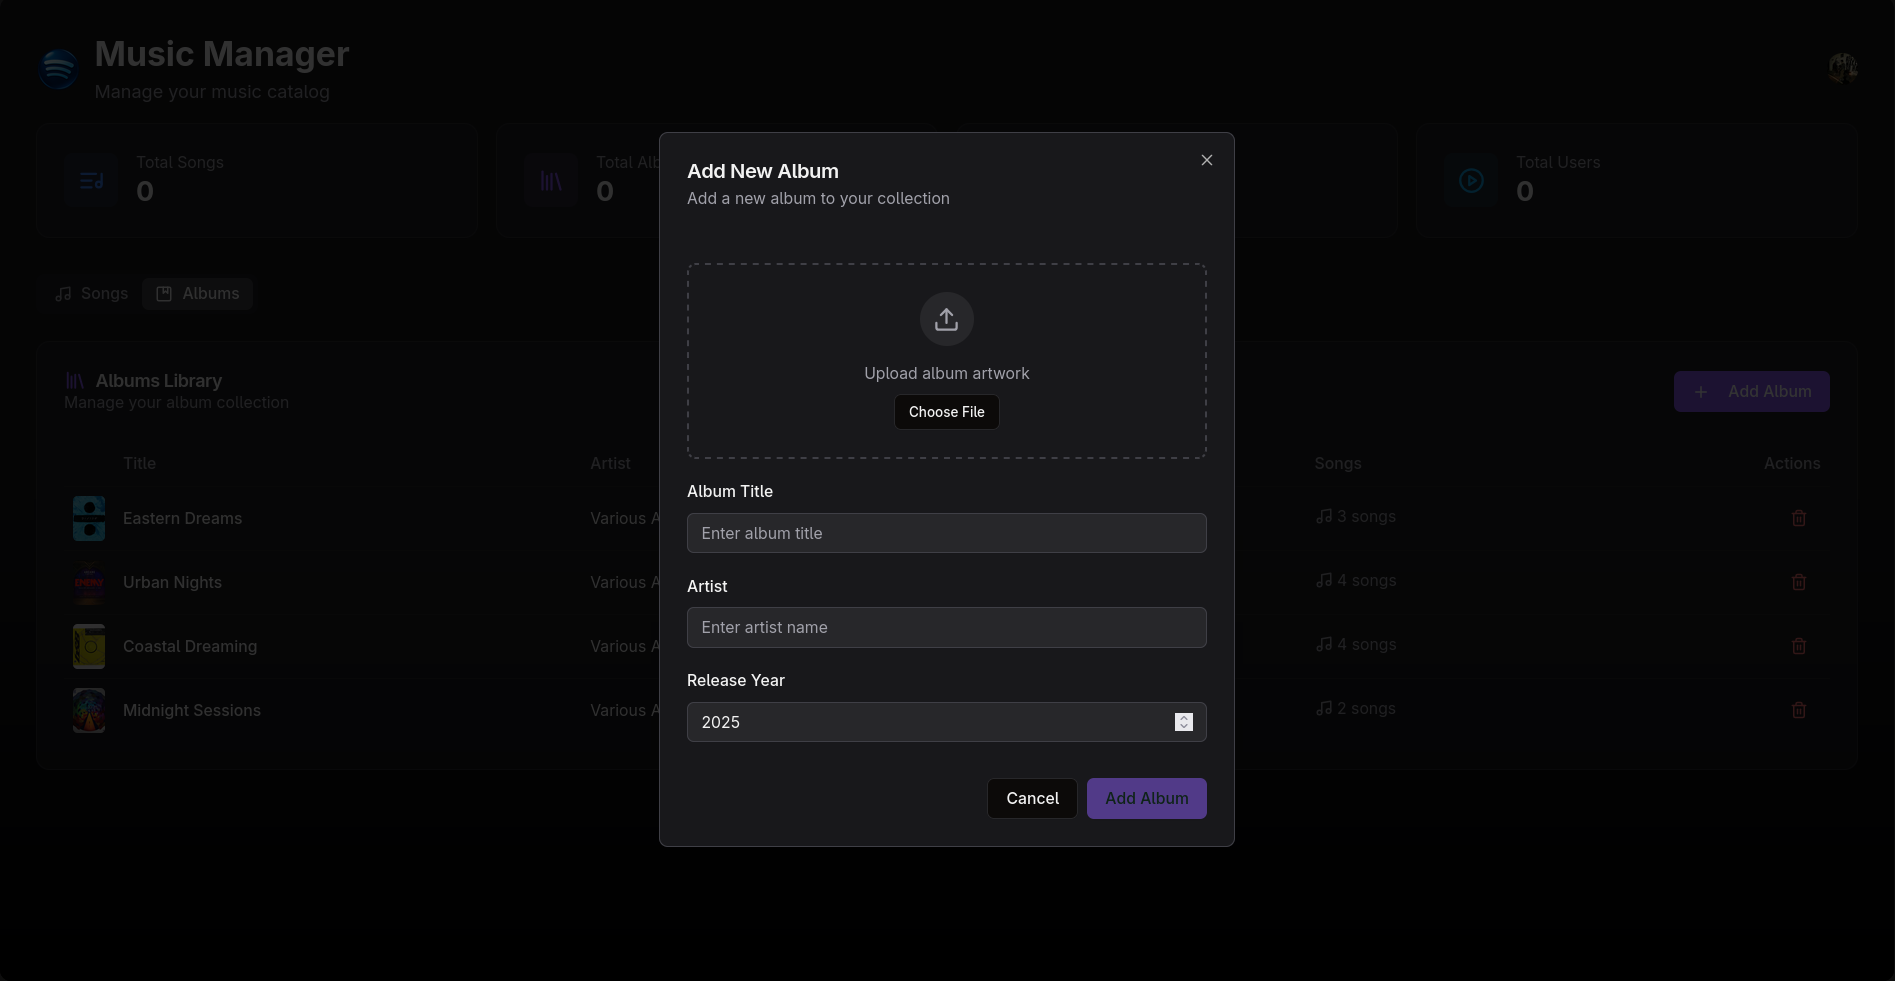 Music Manager
Manage your music catalog
Total Songs
0
Total Alb
0
Total Users
0
Songs
Albums
Albums Library
Manage your album collection
Add Album
Title
Artist
Songs
Actions
Eastern Dreams
Various A
3 songs
Urban Nights
Various A
4 songs
Coastal Dreaming
Various A
4 songs
Midnight Sessions
Various A
2 songs
Add New Album
Add a new album to your collection
Upload album artwork
Choose File
Album Title
Enter album title
Artist
Enter artist name
Release Year
2025
Cancel
Add Album